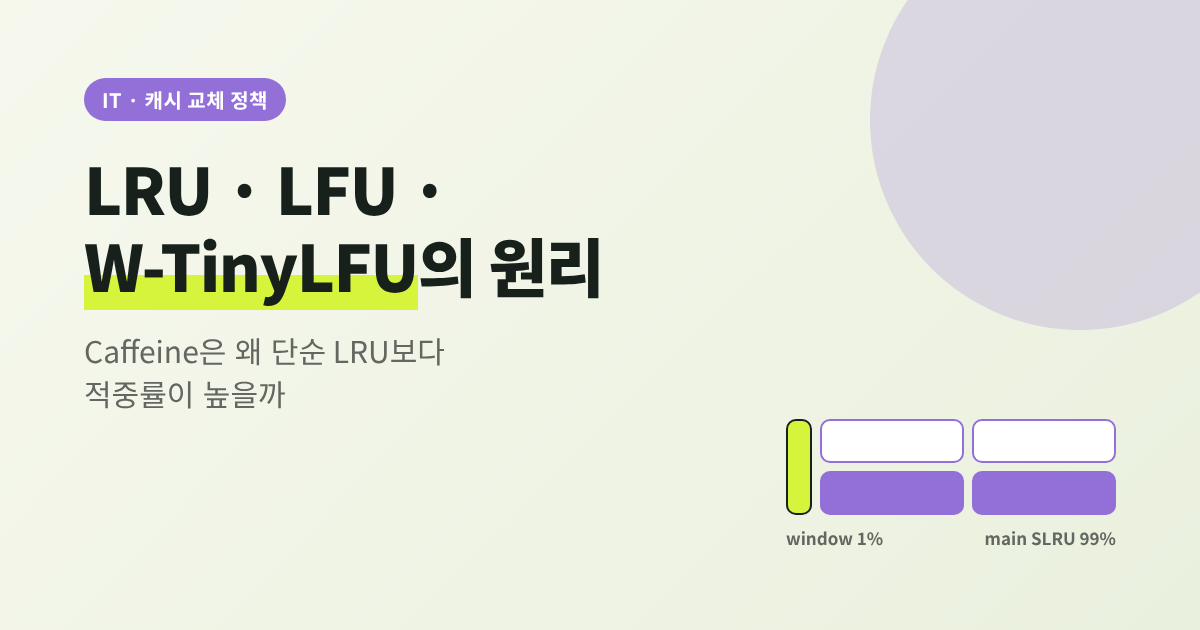 IT · 캐시 교체 정책
LRU · LFU ·
W-TinyLFU의 원리
Caffeine은 왜 단순 LRU보다
적중률이 높을까
window 1%
main SLRU 99%